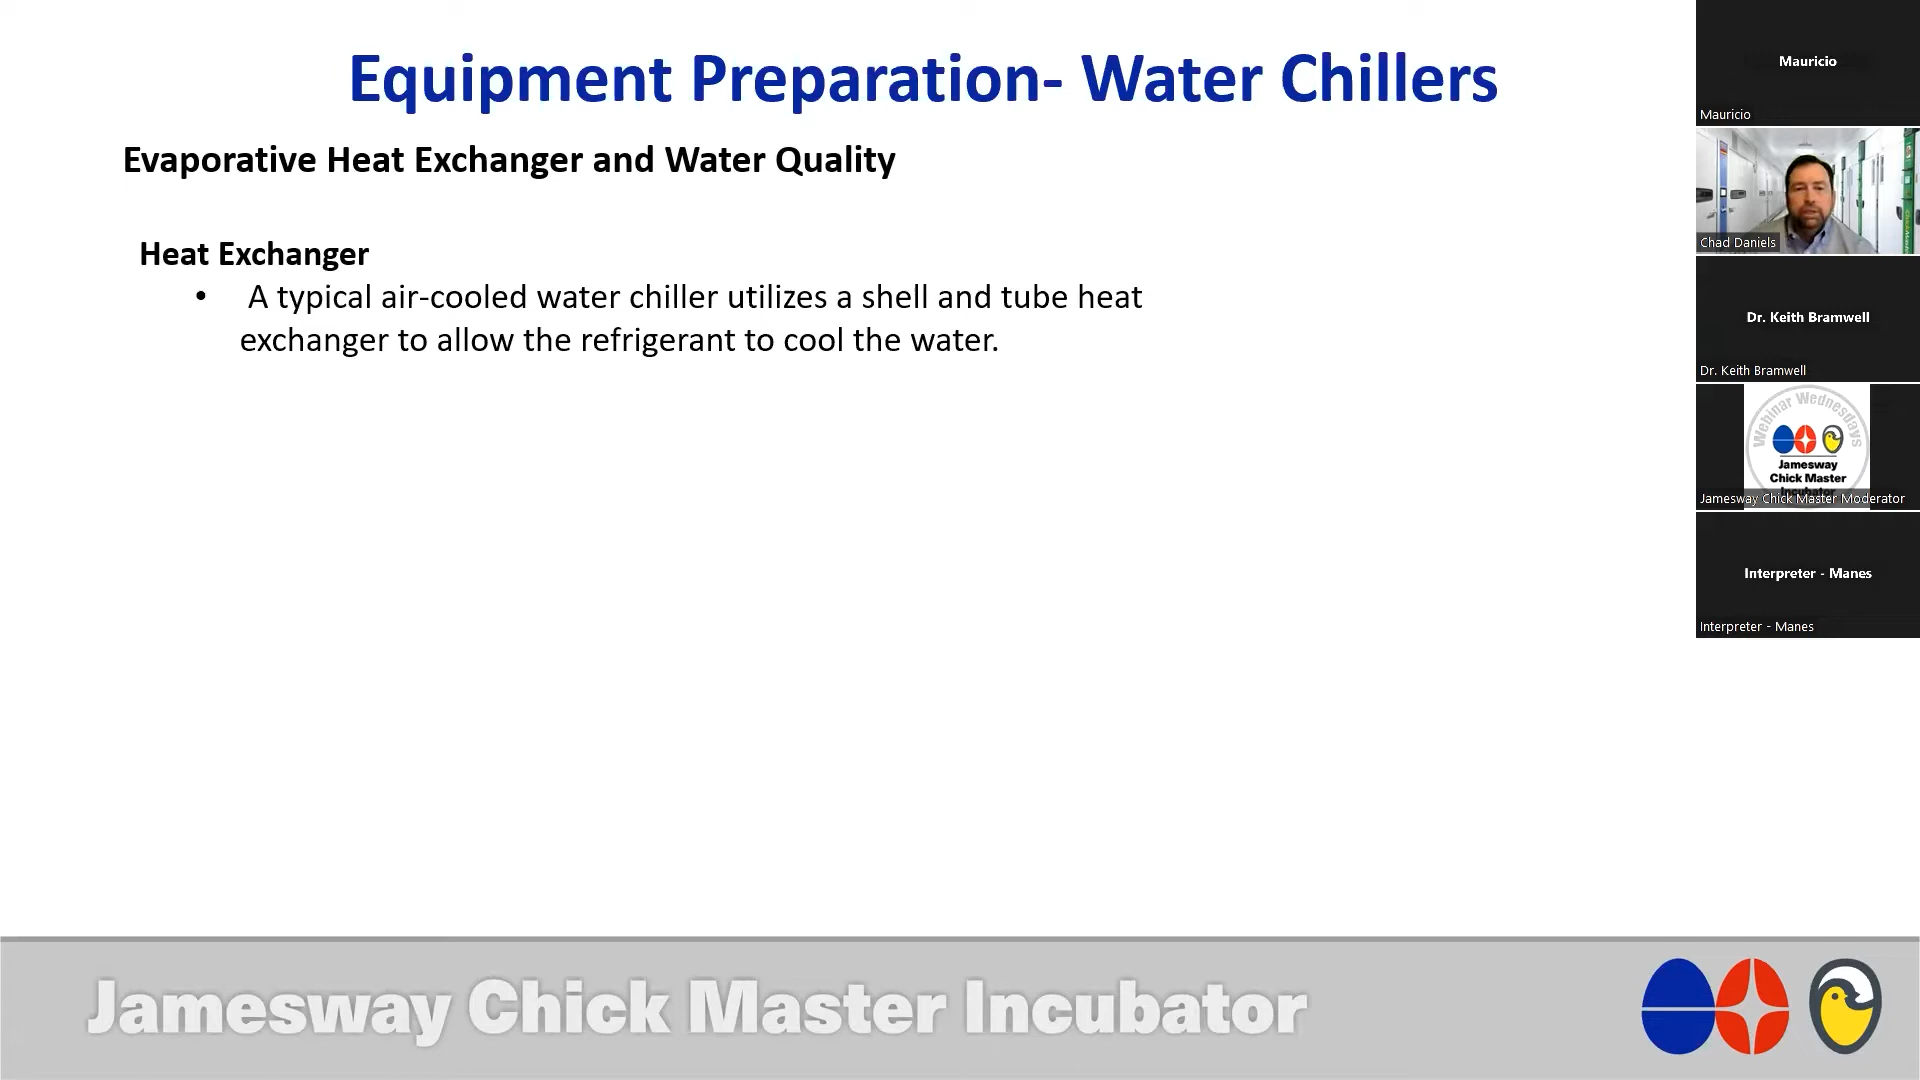 Equipment Preparation- Water Chillers
Evaporative Heat Exchanger and Water Quality
Heat Exchanger
• A typical air-cooled water chiller utilizes a shell and tube heat
exchanger to allow the refrigerant to cool the water.
Mauricio
Mauricio
Chad Daniels
Dr. Keith Bramwell
Dr. Keith Bramwell
Webinar Wednesdays
Jamesway
Chick Master
Incubator
Jamesway Chick Master Moderator
Interpreter - Manes
Interpreter - Manes
Jamesway Chick Master Incubator